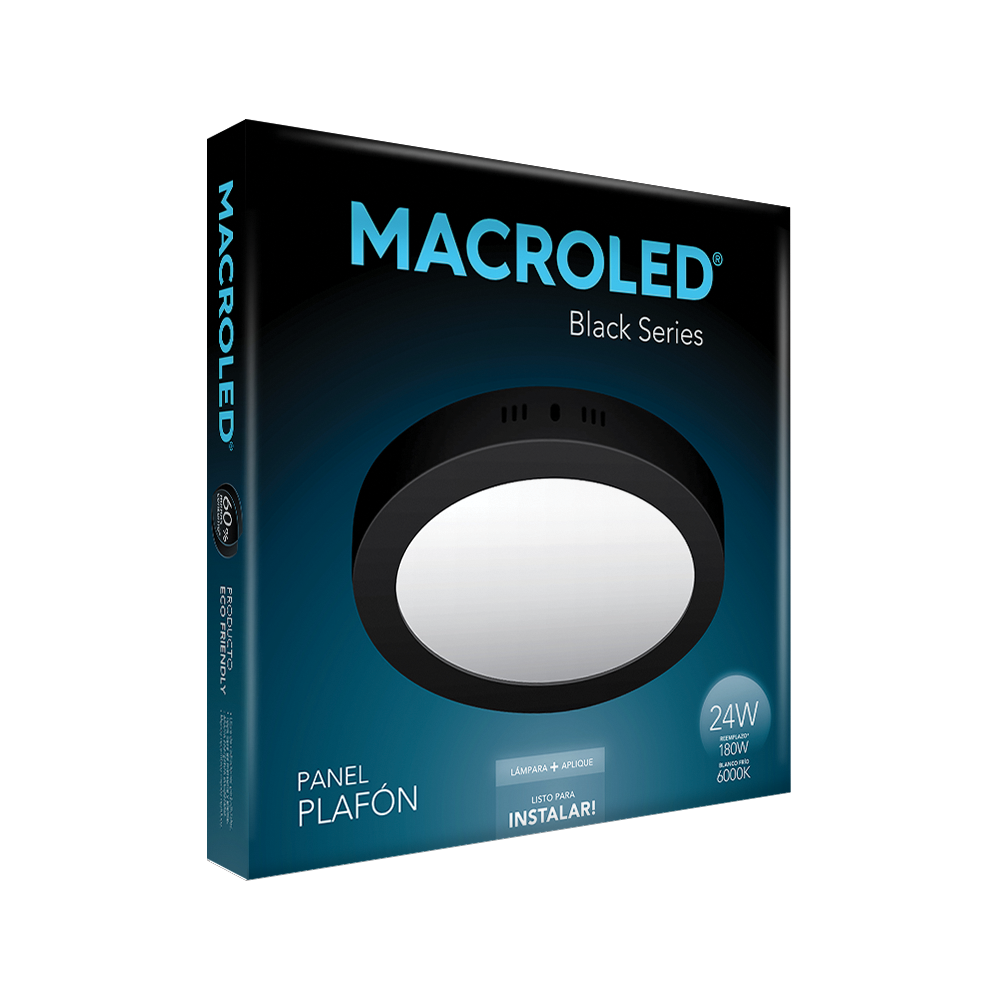 MACROLED®
Black Series
24W
REEMPLAZO*
180W
BLANCO FRÍO
6000K
LÁMPARA + APLIQUE
LISTO PARA
INSTALAR!
PANEL
PLAFÓN
MACROLED®
60%
PRODUCTO
ECO FRIENDLY